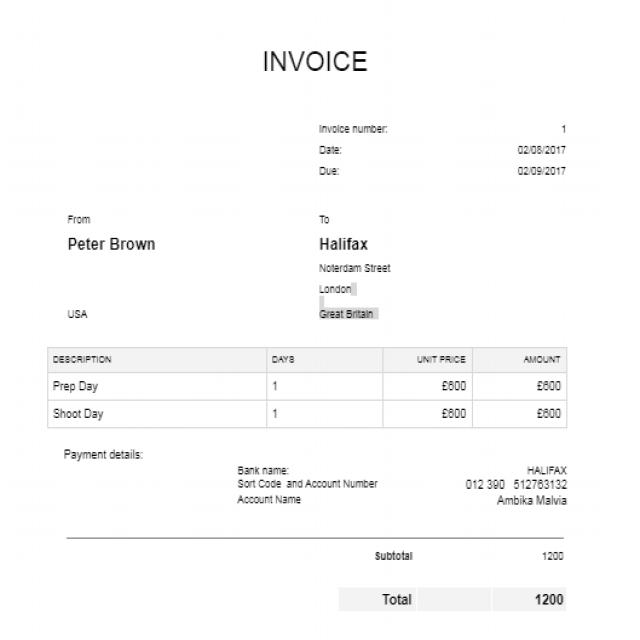 INVOICE
Invoice number: 1
Date: 02/08/2017
Due: 02/09/2017
From To
Peter Brown Halifax
Noterdam Street
London
USA Great Britain
DESCRIPTION DAYS UNIT PRICE AMOUNT
Prep Day 1 £600 £600
Shoot Day 1 £600 £600
Payment details:
Bank name: HALIFAX
Sort Code and Account Number 012 390 512763132
Account Name Ambika Malvia
Subtotal 1200
Total 1200